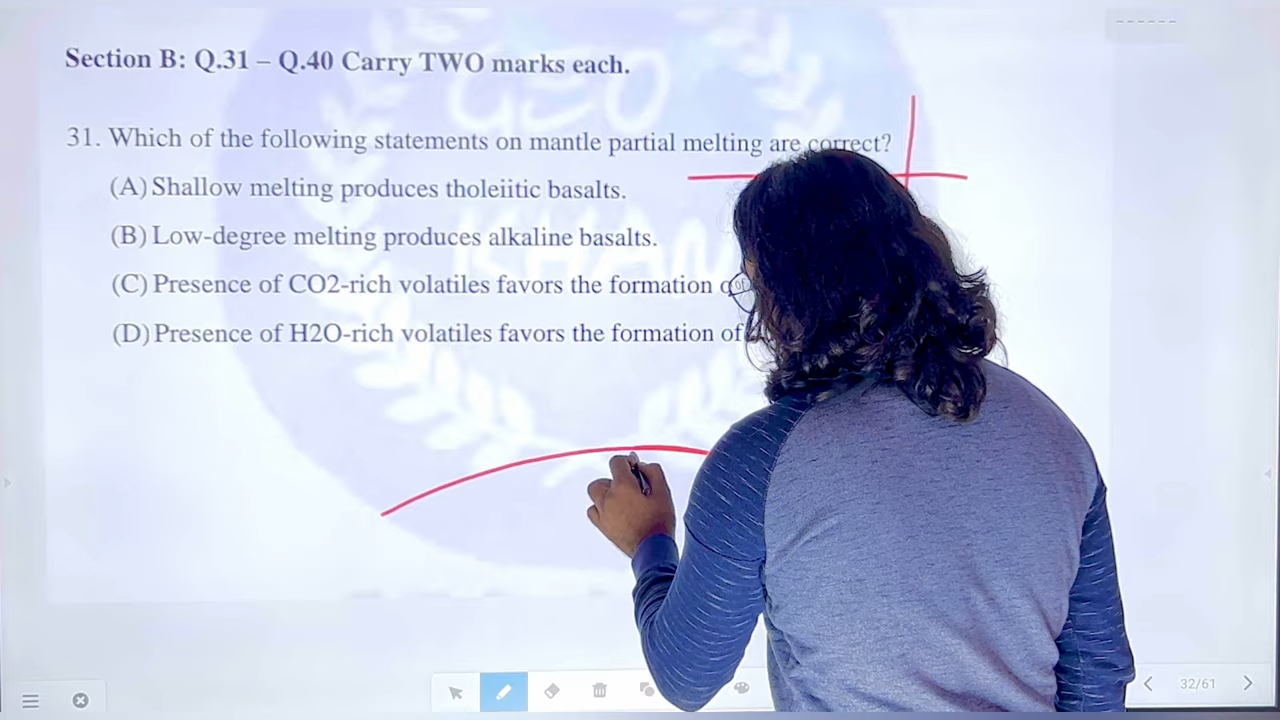 Section B: Q.31 – Q.40 Carry TWO marks each.
31. Which of the following statements on mantle partial melting are correct?
(A) Shallow melting produces tholeiitic basalts.
(B) Low-degree melting produces alkaline basalts.
(C) Presence of CO2-rich volatiles favors the formation
(D) Presence of H2O-rich volatiles favors the formation of
GEO
KHAN
32/61